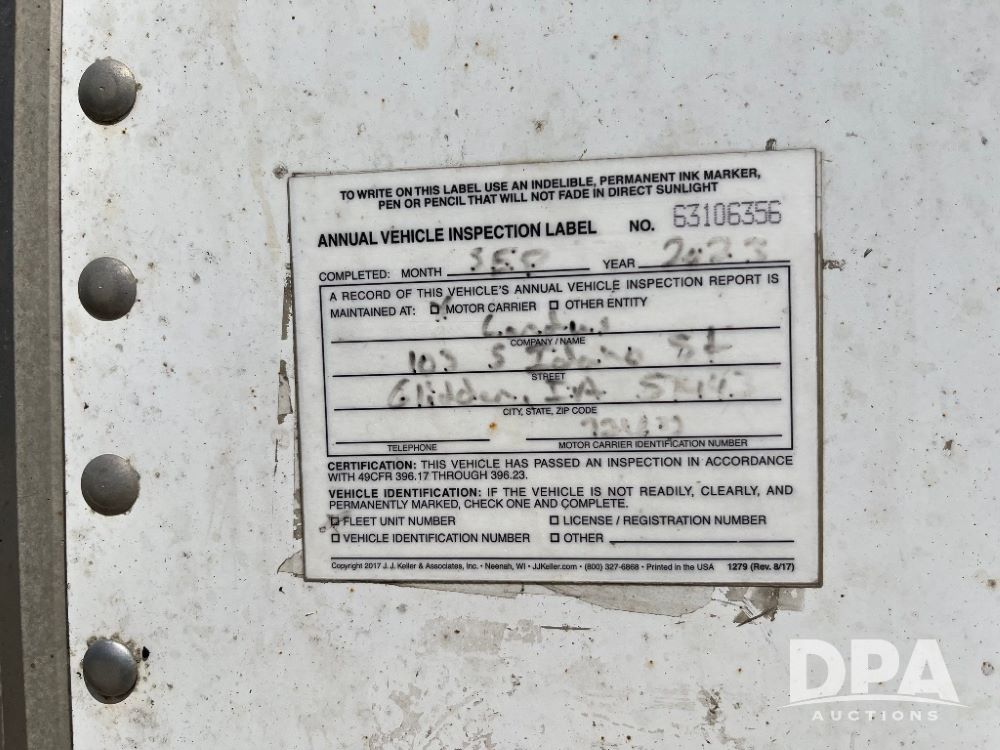 TO WRITE ON THIS LABEL USE AN INDELIBLE, PERMANENT INK MARKER,
PEN OR PENCIL THAT WILL NOT FADE IN DIRECT SUNLIGHT
ANNUAL VEHICLE INSPECTION LABEL NO. 63106356
COMPLETED: MONTH SEP YEAR 2023
A RECORD OF THIS VEHICLE'S ANNUAL VEHICLE INSPECTION REPORT IS
MAINTAINED AT: MOTOR CARRIER OTHER ENTITY
COMPANY / NAME
103 S Idaho St
STREET
Glidden, IA
CITY, STATE, ZIP CODE
TELEPHONE MOTOR CARRIER IDENTIFICATION NUMBER
CERTIFICATION: THIS VEHICLE HAS PASSED AN INSPECTION IN ACCORDANCE
WITH 49CFR 396.17 THROUGH 396.23.
VEHICLE IDENTIFICATION: IF THE VEHICLE IS NOT READILY, CLEARLY, AND
PERMANENTLY MARKED, CHECK ONE AND COMPLETE.
FLEET UNIT NUMBER LICENSE / REGISTRATION NUMBER
VEHICLE IDENTIFICATION NUMBER OTHER
Copyright 2017 J. J. Keller & Associates, Inc. • Neenah, WI • JJKeller.com • (800) 327-6868 • Printed in the USA 1279 (Rev. 8/17)
DPA
AUCTIONS